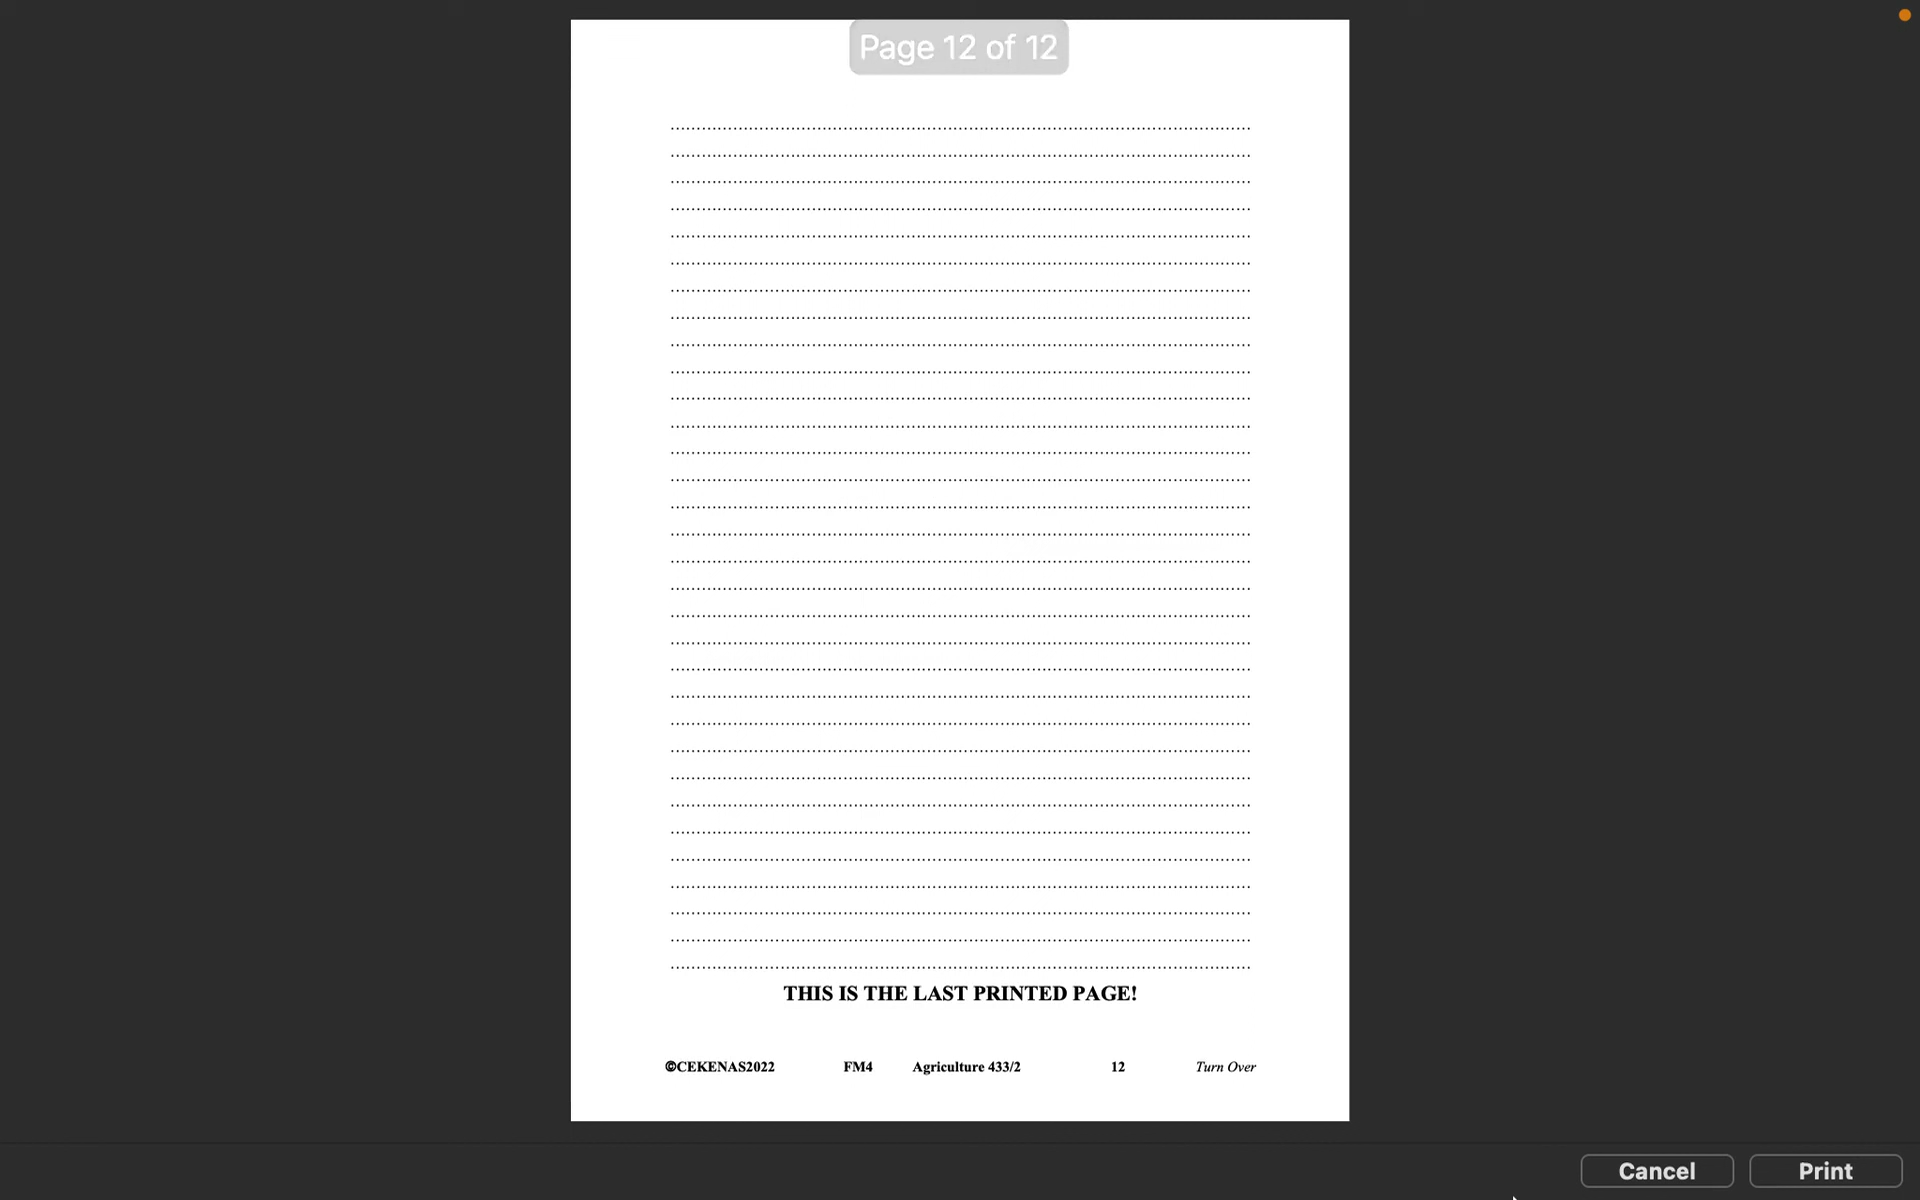 Page 12 of 12
THIS IS THE LAST PRINTED PAGE!
©CEKENAS2022 FM4 Agriculture 433/2 12 Turn Over
Cancel Print